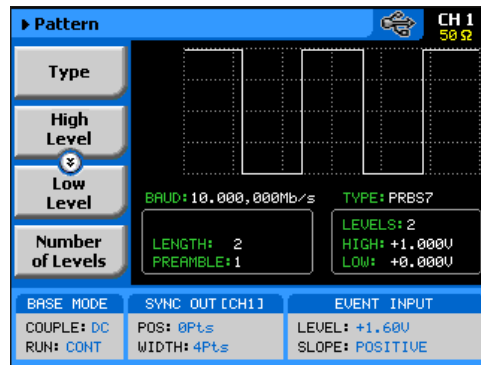 Pattern
CH 1
50 Ω
Type
High
Level
Low
Level
Number
of Levels
BAUD:10.000,000Mb/s TYPE:PRBS7
LENGTH: 2
PREAMBLE:1
LEVELS:2
HIGH:+1.000V
LOW: +0.000V
BASE MODE
COUPLE: DC
RUN: CONT
SYNC OUT [CH1]
POS: 0Pts
WIDTH: 4Pts
EVENT INPUT
LEVEL: +1.60V
SLOPE: POSITIVE